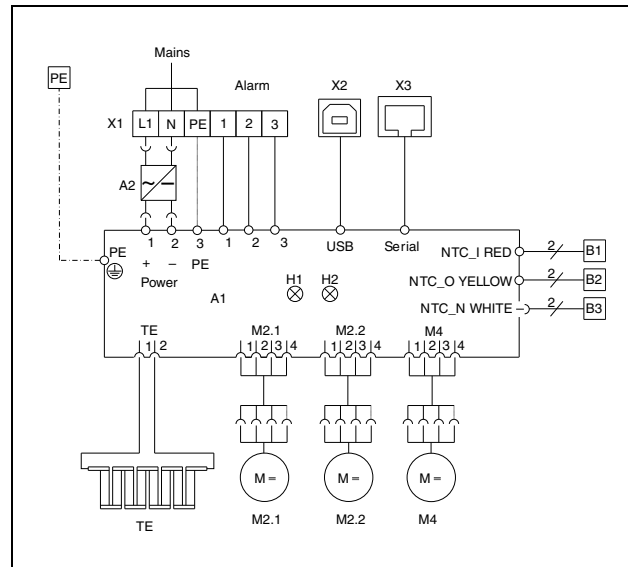 Mains
PE
Alarm
X2
X3
X1 L1 N PE 1 2 3
A2
PE
1 2 3 1 2 3
USB
Serial
+ − PE
Power
NTC_I RED
2
B1
H1 H2
NTC_O YELLOW
2
B2
A1
NTC_N WHITE
2
B3
TE
M2.1
M2.2
M4
1 2
1 2 3 4
1 2 3 4
1 2 3 4
M =
M =
M =
TE
M2.1
M2.2
M4